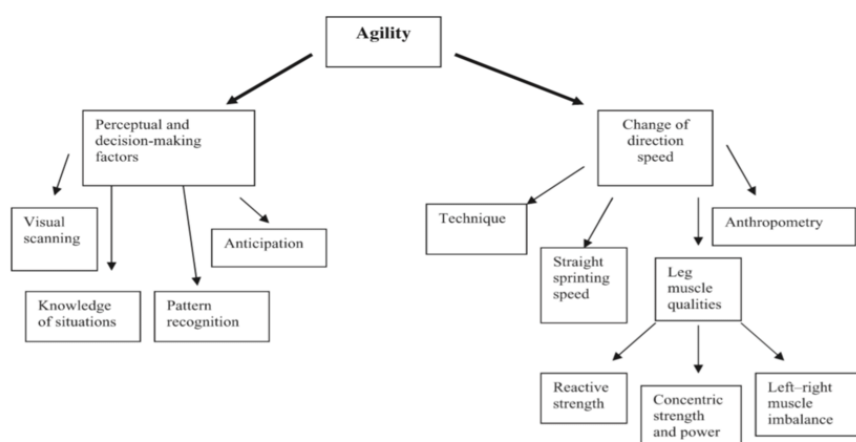 Agility
Perceptual and
decision-making
factors
Change of
direction
speed
Visual
scanning
Anticipation
Knowledge
of situations
Pattern
recognition
Technique
Straight
sprinting
speed
Leg
muscle
qualities
Anthropometry
Reactive
strength
Concentric
strength
and power
Left–right
muscle
imbalance